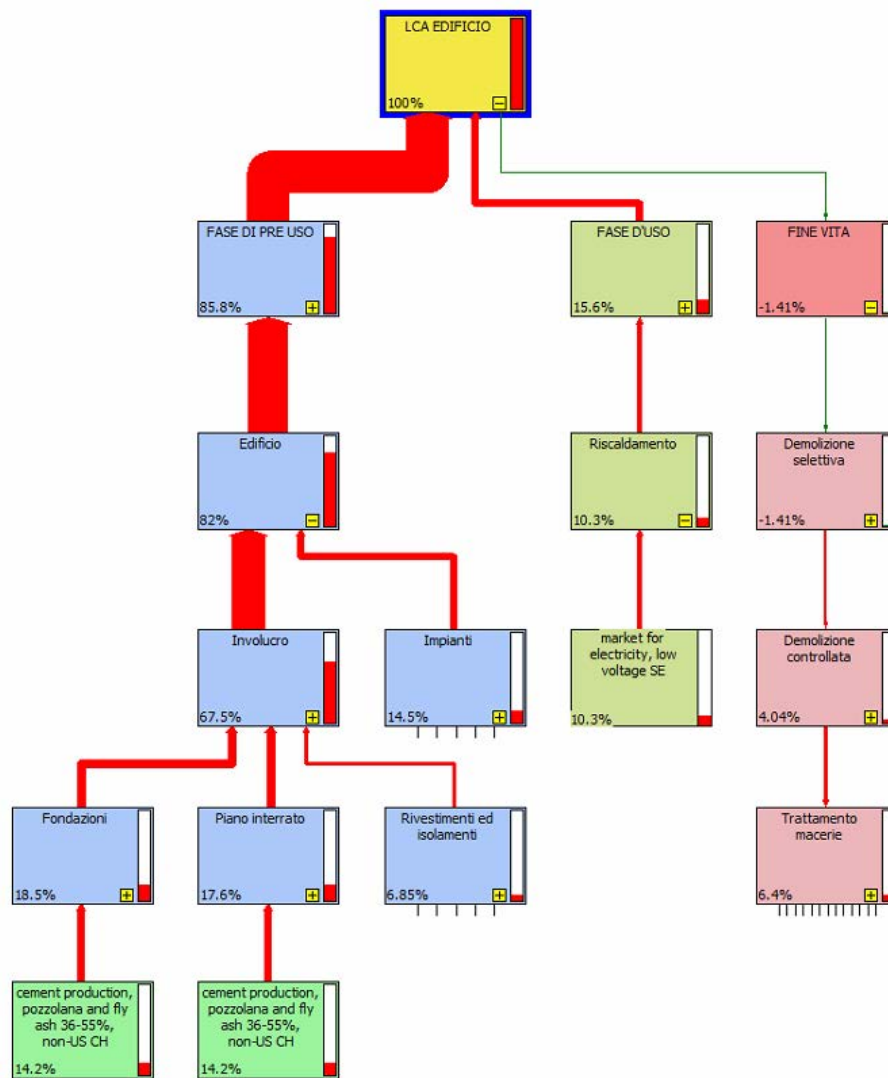 LCA EDIFICIO
100%
FASE DI PRE USO
85.8%
FASE D'USO
15.6%
FINE VITA
-1.41%
Edificio
82%
Riscaldamento
10.3%
Demolizione
selettiva
-1.41%
Involucro
67.5%
Impianti
14.5%
market for
electricity, low
voltage SE
10.3%
Demolizione
controllata
4.04%
Fondazioni
18.5%
Piano interrato
17.6%
Rivestimenti ed
isolamenti
6.85%
Trattamento
macerie
6.4%
cement production,
pozzolana and fly
ash 36-55%,
non-US CH
14.2%
cement production,
pozzolana and fly
ash 36-55%,
non-US CH
14.2%